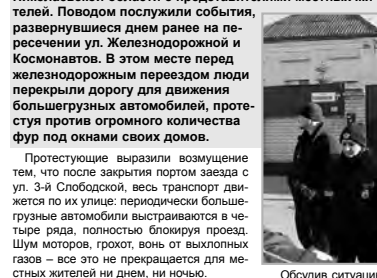 телей. Поводом послужили события,
развернувшиеся днем ранее на пе-
ресечении ул. Железнодорожной и
Космонавтов. В этом месте перед
железнодорожным переездом люди
перекрыли дорогу для движения
большегрузных автомобилей, проте-
стуя против огромного количества
фур под окнами своих домов.
Протестующие выразили возмущение
тем, что после закрытия портом заезда с
ул. 3-й Слободской, весь транспорт дви-
жется по их улице: периодически больше-
грузные автомобили выстраиваются в че-
тыре ряда, полностью блокируя проезд.
Шум моторов, грохот, вонь от выхлопных
газов – все это не прекращается для ме-
стных жителей ни днем, ни ночью.
Обсудив ситуаци